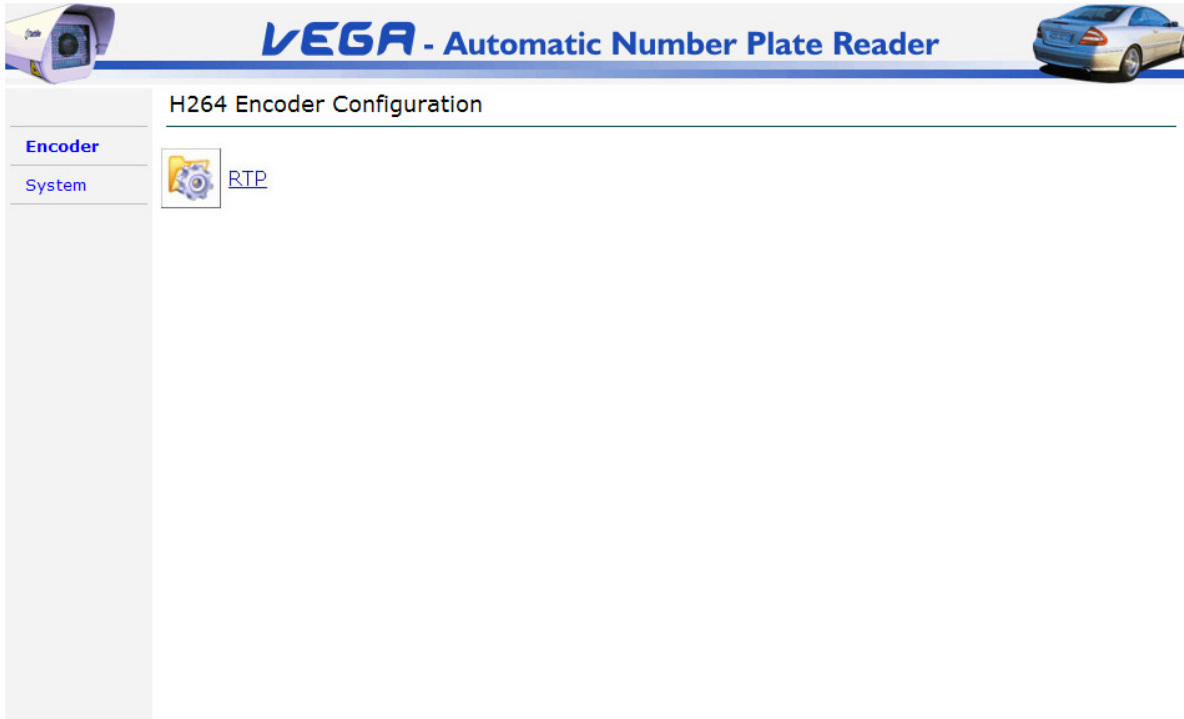 VEGA - Automatic Number Plate Reader
H264 Encoder Configuration
Encoder
System
RTP